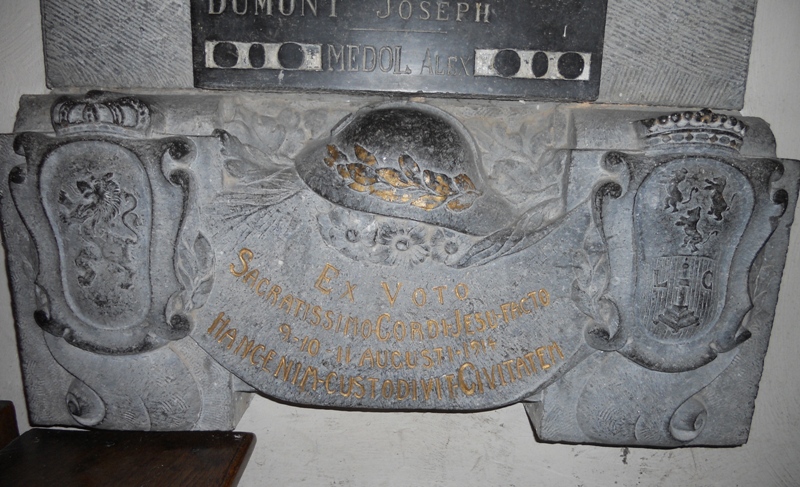 DUMONT JOSEPH
MEDOL ALEX
EX VOTO
SACRATISSIMO CORDI JESU FACTO
9-10 11 AUGUSTI 1914
HANC ENIM CUSTODIVIT CIVITATEM
L C